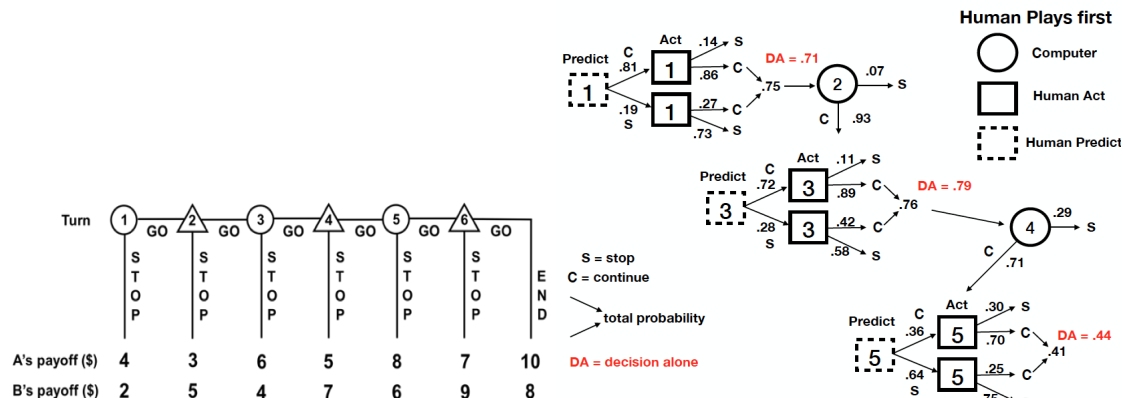 Human Plays first
Computer
Human Act
Human Predict
Predict
1
C
.81
.19
S
Act
1
1
.14
S
.86
C
.27
C
.73
S
.75
DA = .71
2
.07
S
C
.93
Predict
3
C
.72
.28
S
Act
3
3
.11
S
.89
C
.42
C
.58
S
.76
DA = .79
4
.29
S
C
.71
Predict
5
C
.36
.64
S
Act
5
5
.30
S
.70
C
.25
C
.41
DA = .44
Turn
1 GO 2 GO 3 GO 4 GO 5 GO 6 GO
STOP STOP STOP STOP STOP STOP END
A's payoff ($) 4 3 6 5 8 7 10
B's payoff ($) 2 5 4 7 6 9 8
S = stop
C = continue
total probability
DA = decision alone